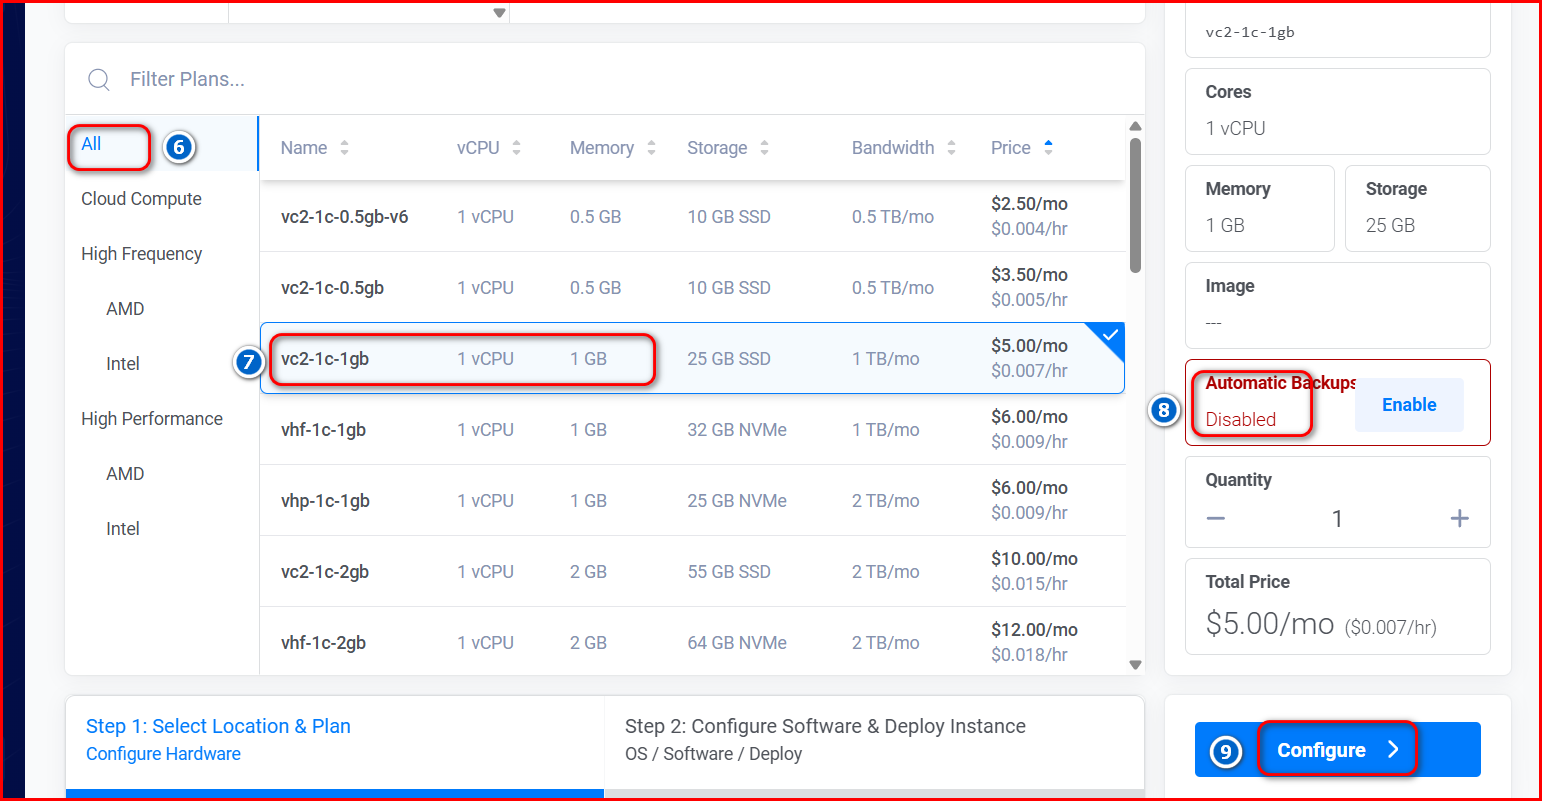 Filter Plans...
All
6
Cloud Compute
High Frequency
AMD
Intel
High Performance
AMD
Intel
Name vCPU Memory Storage Bandwidth Price
vc2-1c-0.5gb-v6 1 vCPU 0.5 GB 10 GB SSD 0.5 TB/mo $2.50/mo
$0.004/hr
vc2-1c-0.5gb 1 vCPU 0.5 GB 10 GB SSD 0.5 TB/mo $3.50/mo
$0.005/hr
7
vc2-1c-1gb 1 vCPU 1 GB 25 GB SSD 1 TB/mo $5.00/mo
$0.007/hr
vhf-1c-1gb 1 vCPU 1 GB 32 GB NVMe 1 TB/mo $6.00/mo
$0.009/hr
vhp-1c-1gb 1 vCPU 1 GB 25 GB NVMe 2 TB/mo $6.00/mo
$0.009/hr
vc2-1c-2gb 1 vCPU 2 GB 55 GB SSD 2 TB/mo $10.00/mo
$0.015/hr
vhf-1c-2gb 1 vCPU 2 GB 64 GB NVMe 2 TB/mo $12.00/mo
$0.018/hr
vc2-1c-1gb
Cores
1 vCPU
Memory
1 GB
Storage
25 GB
Image
---
8
Automatic Backups
Disabled
Enable
Quantity
− 1 +
Total Price
$5.00/mo ($0.007/hr)
Step 1: Select Location & Plan
Configure Hardware
Step 2: Configure Software & Deploy Instance
OS / Software / Deploy
9
Configure